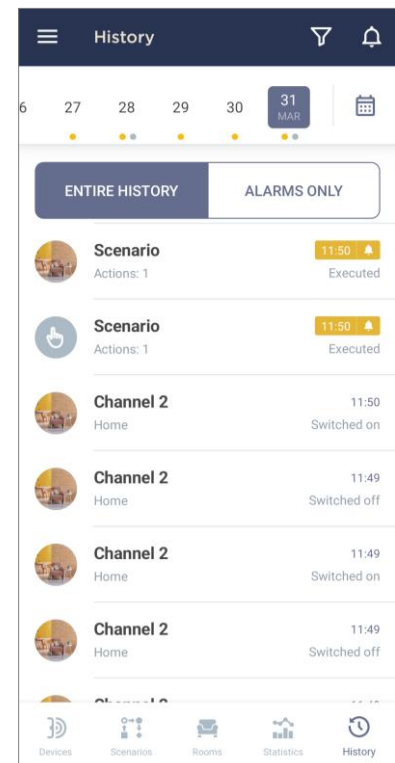 History
6 27 28 29 30 31
MAR
ENTIRE HISTORY ALARMS ONLY
Scenario 11:50
Actions: 1 Executed
Scenario 11:50
Actions: 1 Executed
Channel 2 11:50
Home Switched on
Channel 2 11:49
Home Switched off
Channel 2 11:49
Home Switched on
Channel 2 11:49
Home Switched off
Devices Scenarios Rooms Statistics History